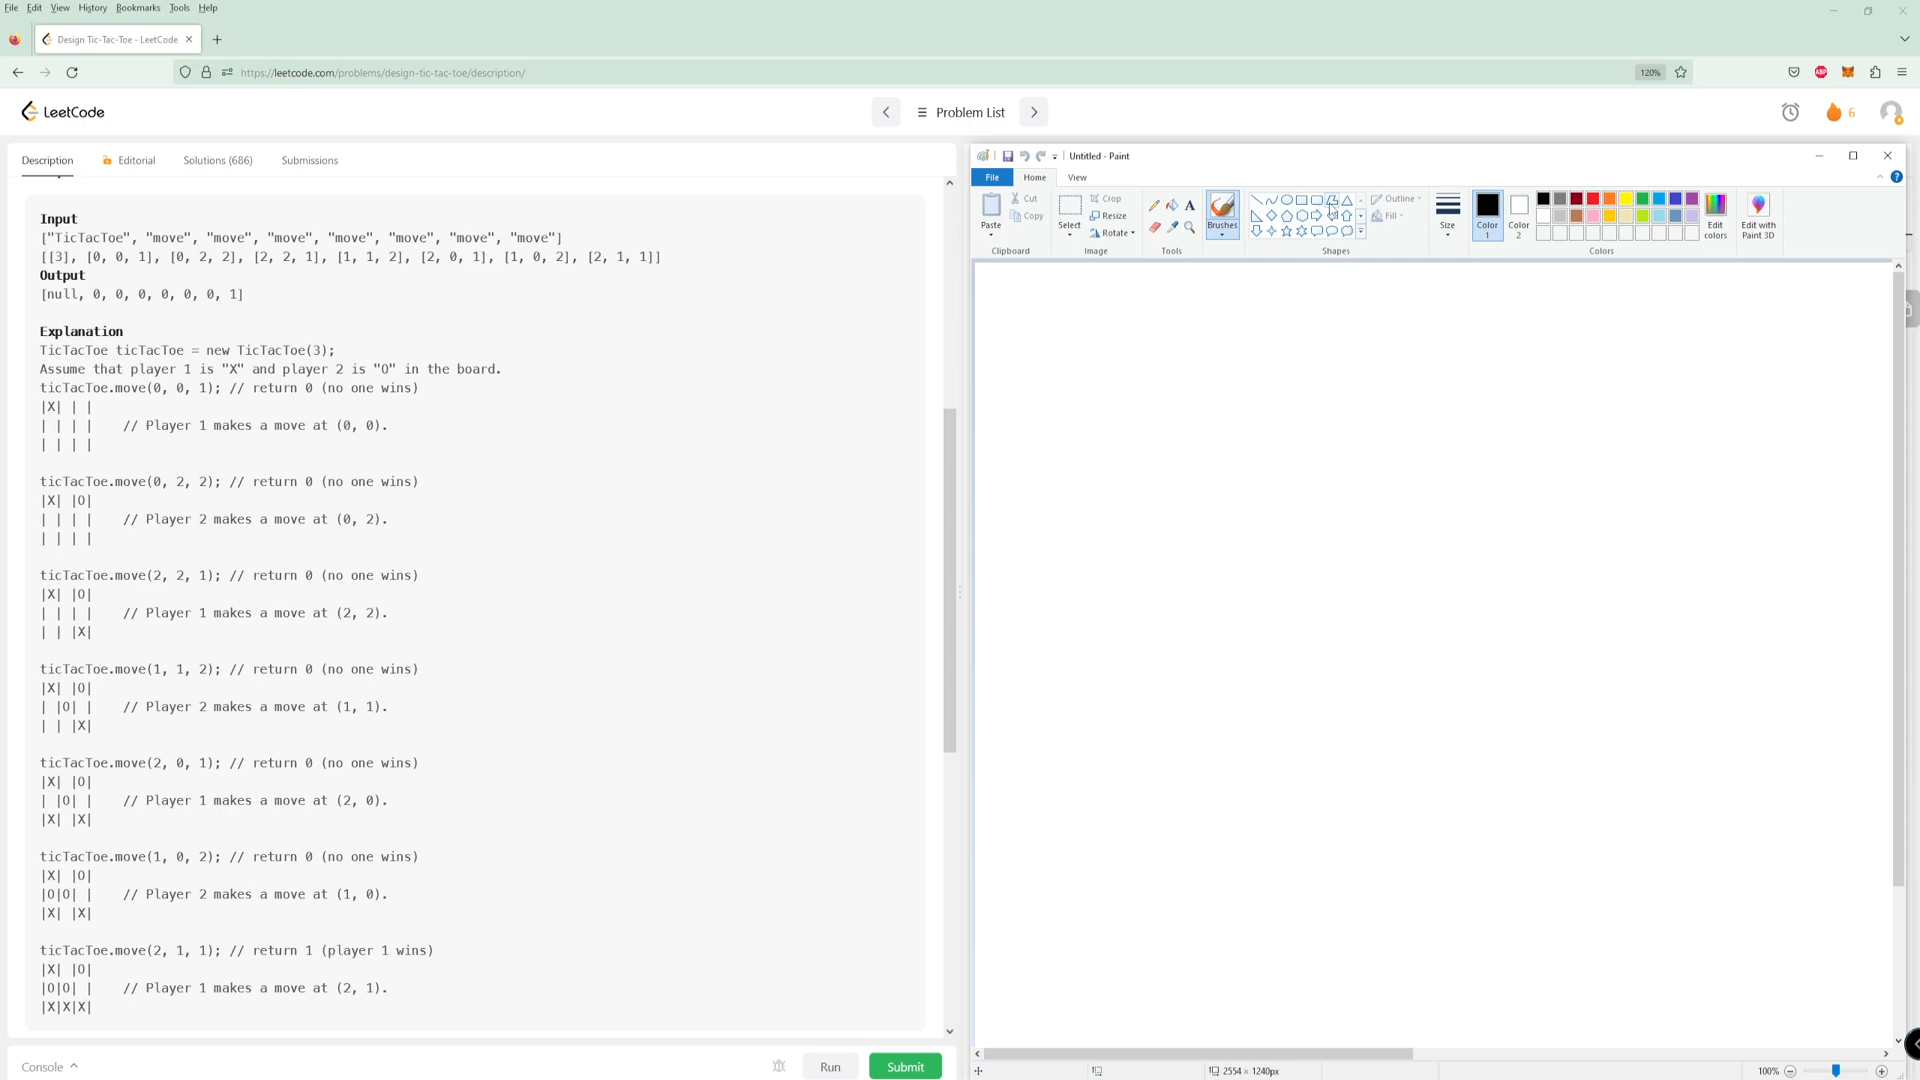 File Edit View History Bookmarks Tools Help
Design Tic-Tac-Toe - LeetCode
https://leetcode.com/problems/design-tic-tac-toe/description/
120%
LeetCode
Problem List
6
Description Editorial Solutions (686) Submissions
Input
["TicTacToe", "move", "move", "move", "move", "move", "move", "move"]
[[3], [0, 0, 1], [0, 2, 2], [2, 2, 1], [1, 1, 2], [2, 0, 1], [1, 0, 2], [2, 1, 1]]
Output
[null, 0, 0, 0, 0, 0, 0, 1]
Explanation
TicTacToe ticTacToe = new TicTacToe(3);
Assume that player 1 is "X" and player 2 is "O" in the board.
ticTacToe.move(0, 0, 1); // return 0 (no one wins)
|X| | |
| | | |    // Player 1 makes a move at (0, 0).
| | | |
ticTacToe.move(0, 2, 2); // return 0 (no one wins)
|X| |O|
| | | |    // Player 2 makes a move at (0, 2).
| | | |
ticTacToe.move(2, 2, 1); // return 0 (no one wins)
|X| |O|
| | | |    // Player 1 makes a move at (2, 2).
| | |X|
ticTacToe.move(1, 1, 2); // return 0 (no one wins)
|X| |O|
| |O| |    // Player 2 makes a move at (1, 1).
| | |X|
ticTacToe.move(2, 0, 1); // return 0 (no one wins)
|X| |O|
| |O| |    // Player 1 makes a move at (2, 0).
|X| |X|
ticTacToe.move(1, 0, 2); // return 0 (no one wins)
|X| |O|
|O|O| |    // Player 2 makes a move at (1, 0).
|X| |X|
ticTacToe.move(2, 1, 1); // return 1 (player 1 wins)
|X| |O|
|O|O| |    // Player 1 makes a move at (2, 1).
|X|X|X|
Console
Run
Submit
Untitled - Paint
File Home View
Paste
Cut
Copy
Clipboard
Select
Crop
Resize
Rotate
Image
A
Tools
Brushes
Outline
Fill
Shapes
Size
Color 1
Color 2
Edit colors
Colors
Edit with Paint 3D
2554 × 1240px
100%
ABP